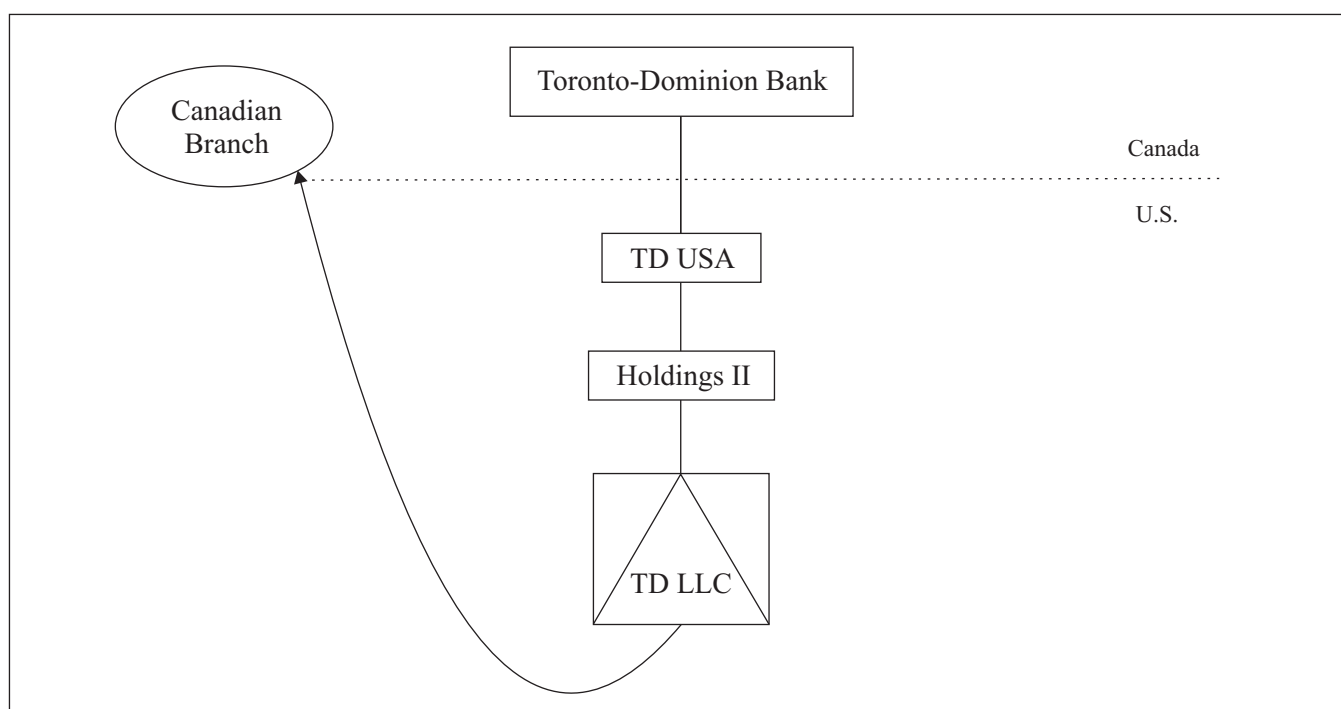 Toronto-Dominion Bank
Canadian
Branch
Canada
U.S.
TD USA
Holdings II
TD LLC